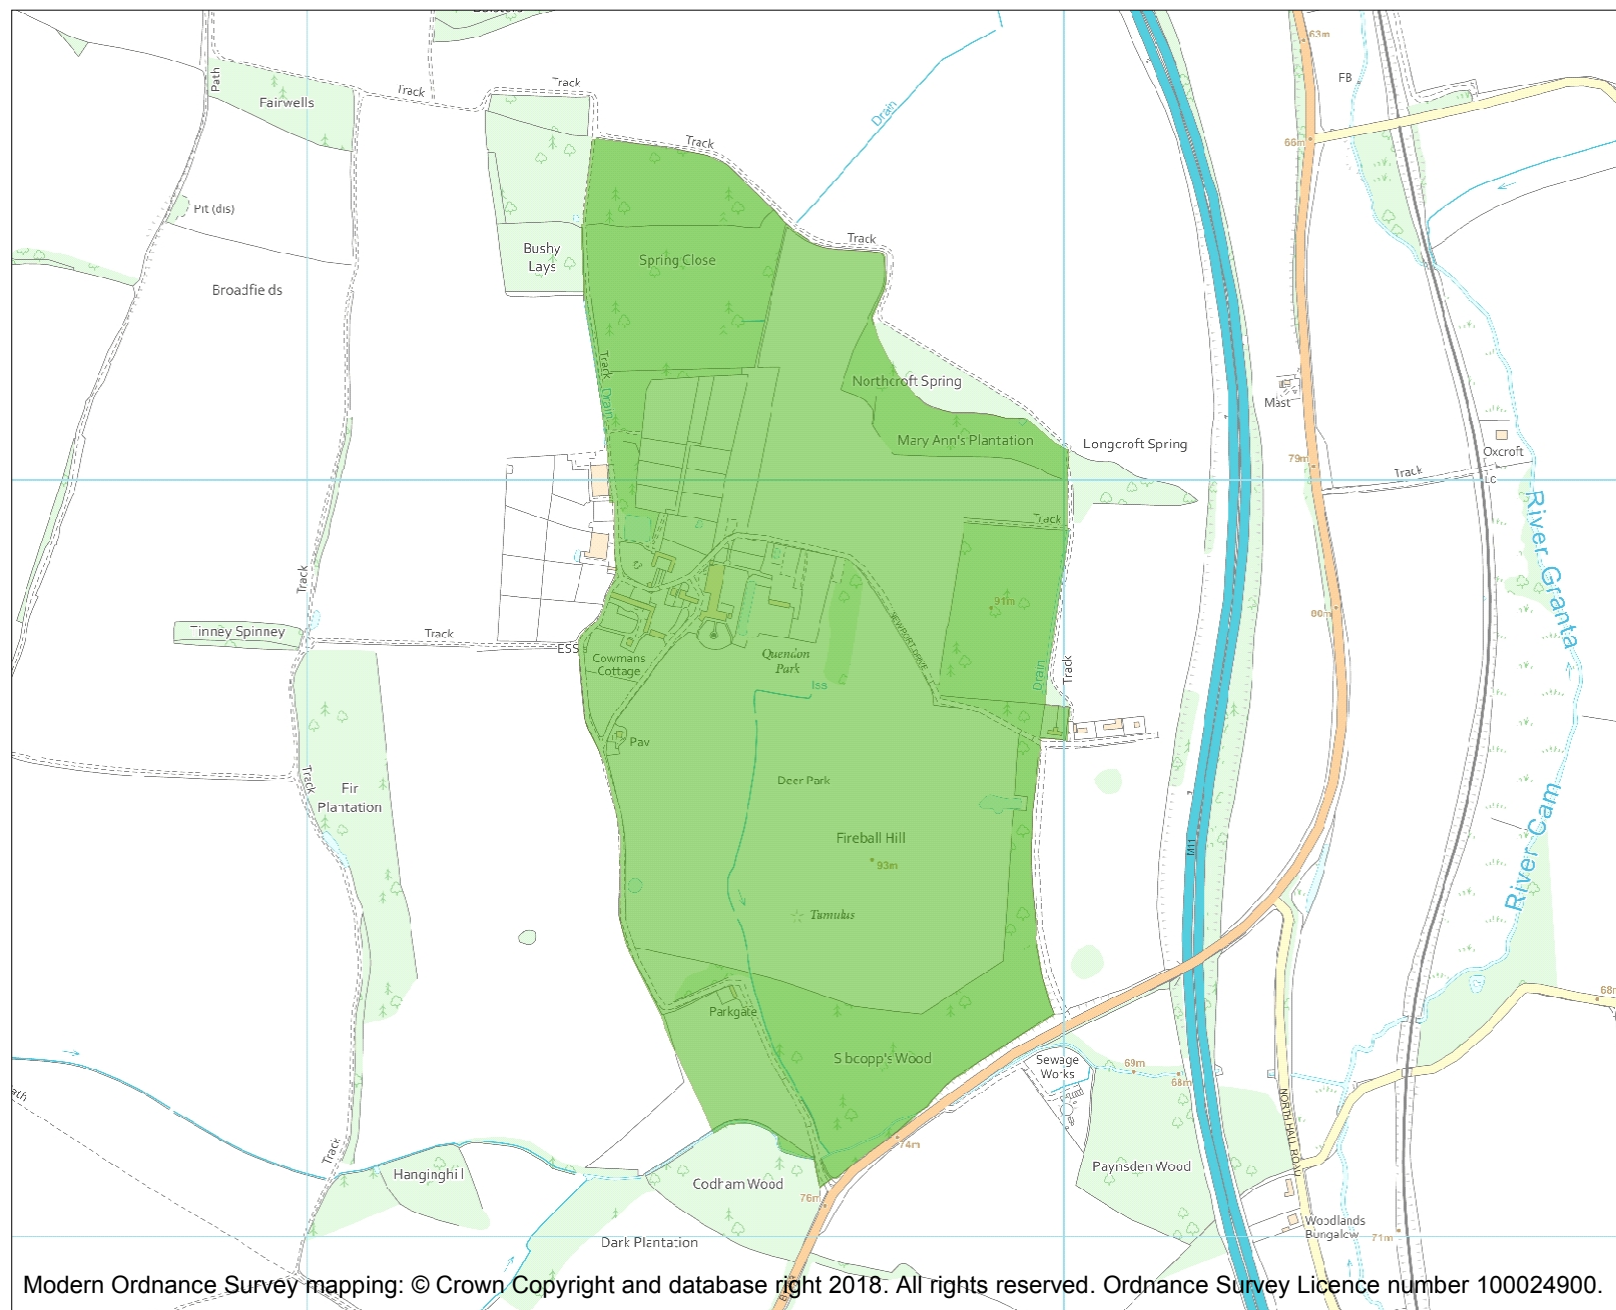 63m
FB
Path
Track
Track
Fairwells
Drain
Track
66m
Pit (dis)
Track
Bushy
Lays
Spring Close
Broadfields
Track
Drain
Northcroft Spring
Mast
Mary Ann's Plantation
Longcroft Spring
79m
Track
Oxcroft
LC
River Granta
Track
Track
91m
80m
Tinney Spinney
Track
ESS
Cowmans
Cottage
Quendon
Park
NEWPORT DRIVE
Iss
Drain
Track
Pav
Track
Deer Park
Fir
Plantation
Fireball Hill
93m
M11
River Cam
Tumulus
68m
Parkgate
Sibcopp's Wood
Sewage
Works
69m
68m
Track
74m
NORTH HALL ROAD
Hanginghill
Codham Wood
76m
Paynsden Wood
Dark Plantation
Woodlands
Bungalow
71m
Modern Ordnance Survey mapping: © Crown Copyright and database right 2018. All rights reserved. Ordnance Survey Licence number 100024900.